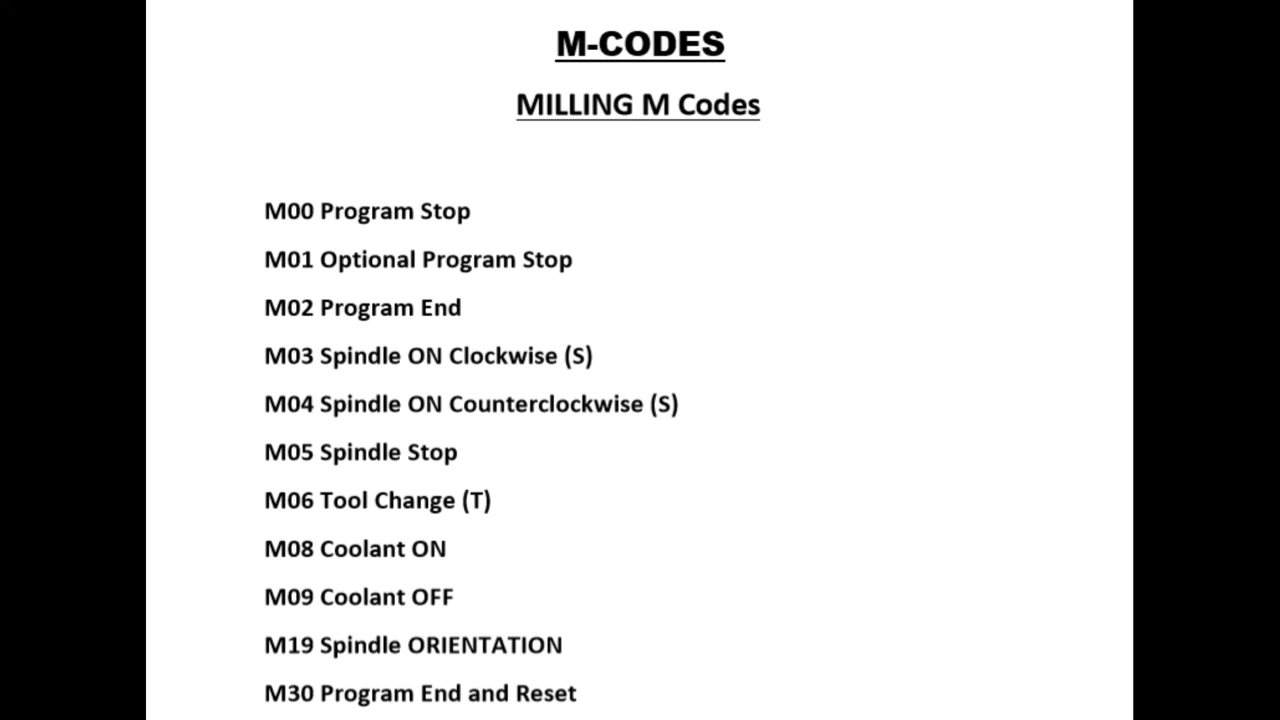 M-CODES
MILLING M Codes
M00 Program Stop
M01 Optional Program Stop
M02 Program End
M03 Spindle ON Clockwise (S)
M04 Spindle ON Counterclockwise (S)
M05 Spindle Stop
M06 Tool Change (T)
M08 Coolant ON
M09 Coolant OFF
M19 Spindle ORIENTATION
M30 Program End and Reset